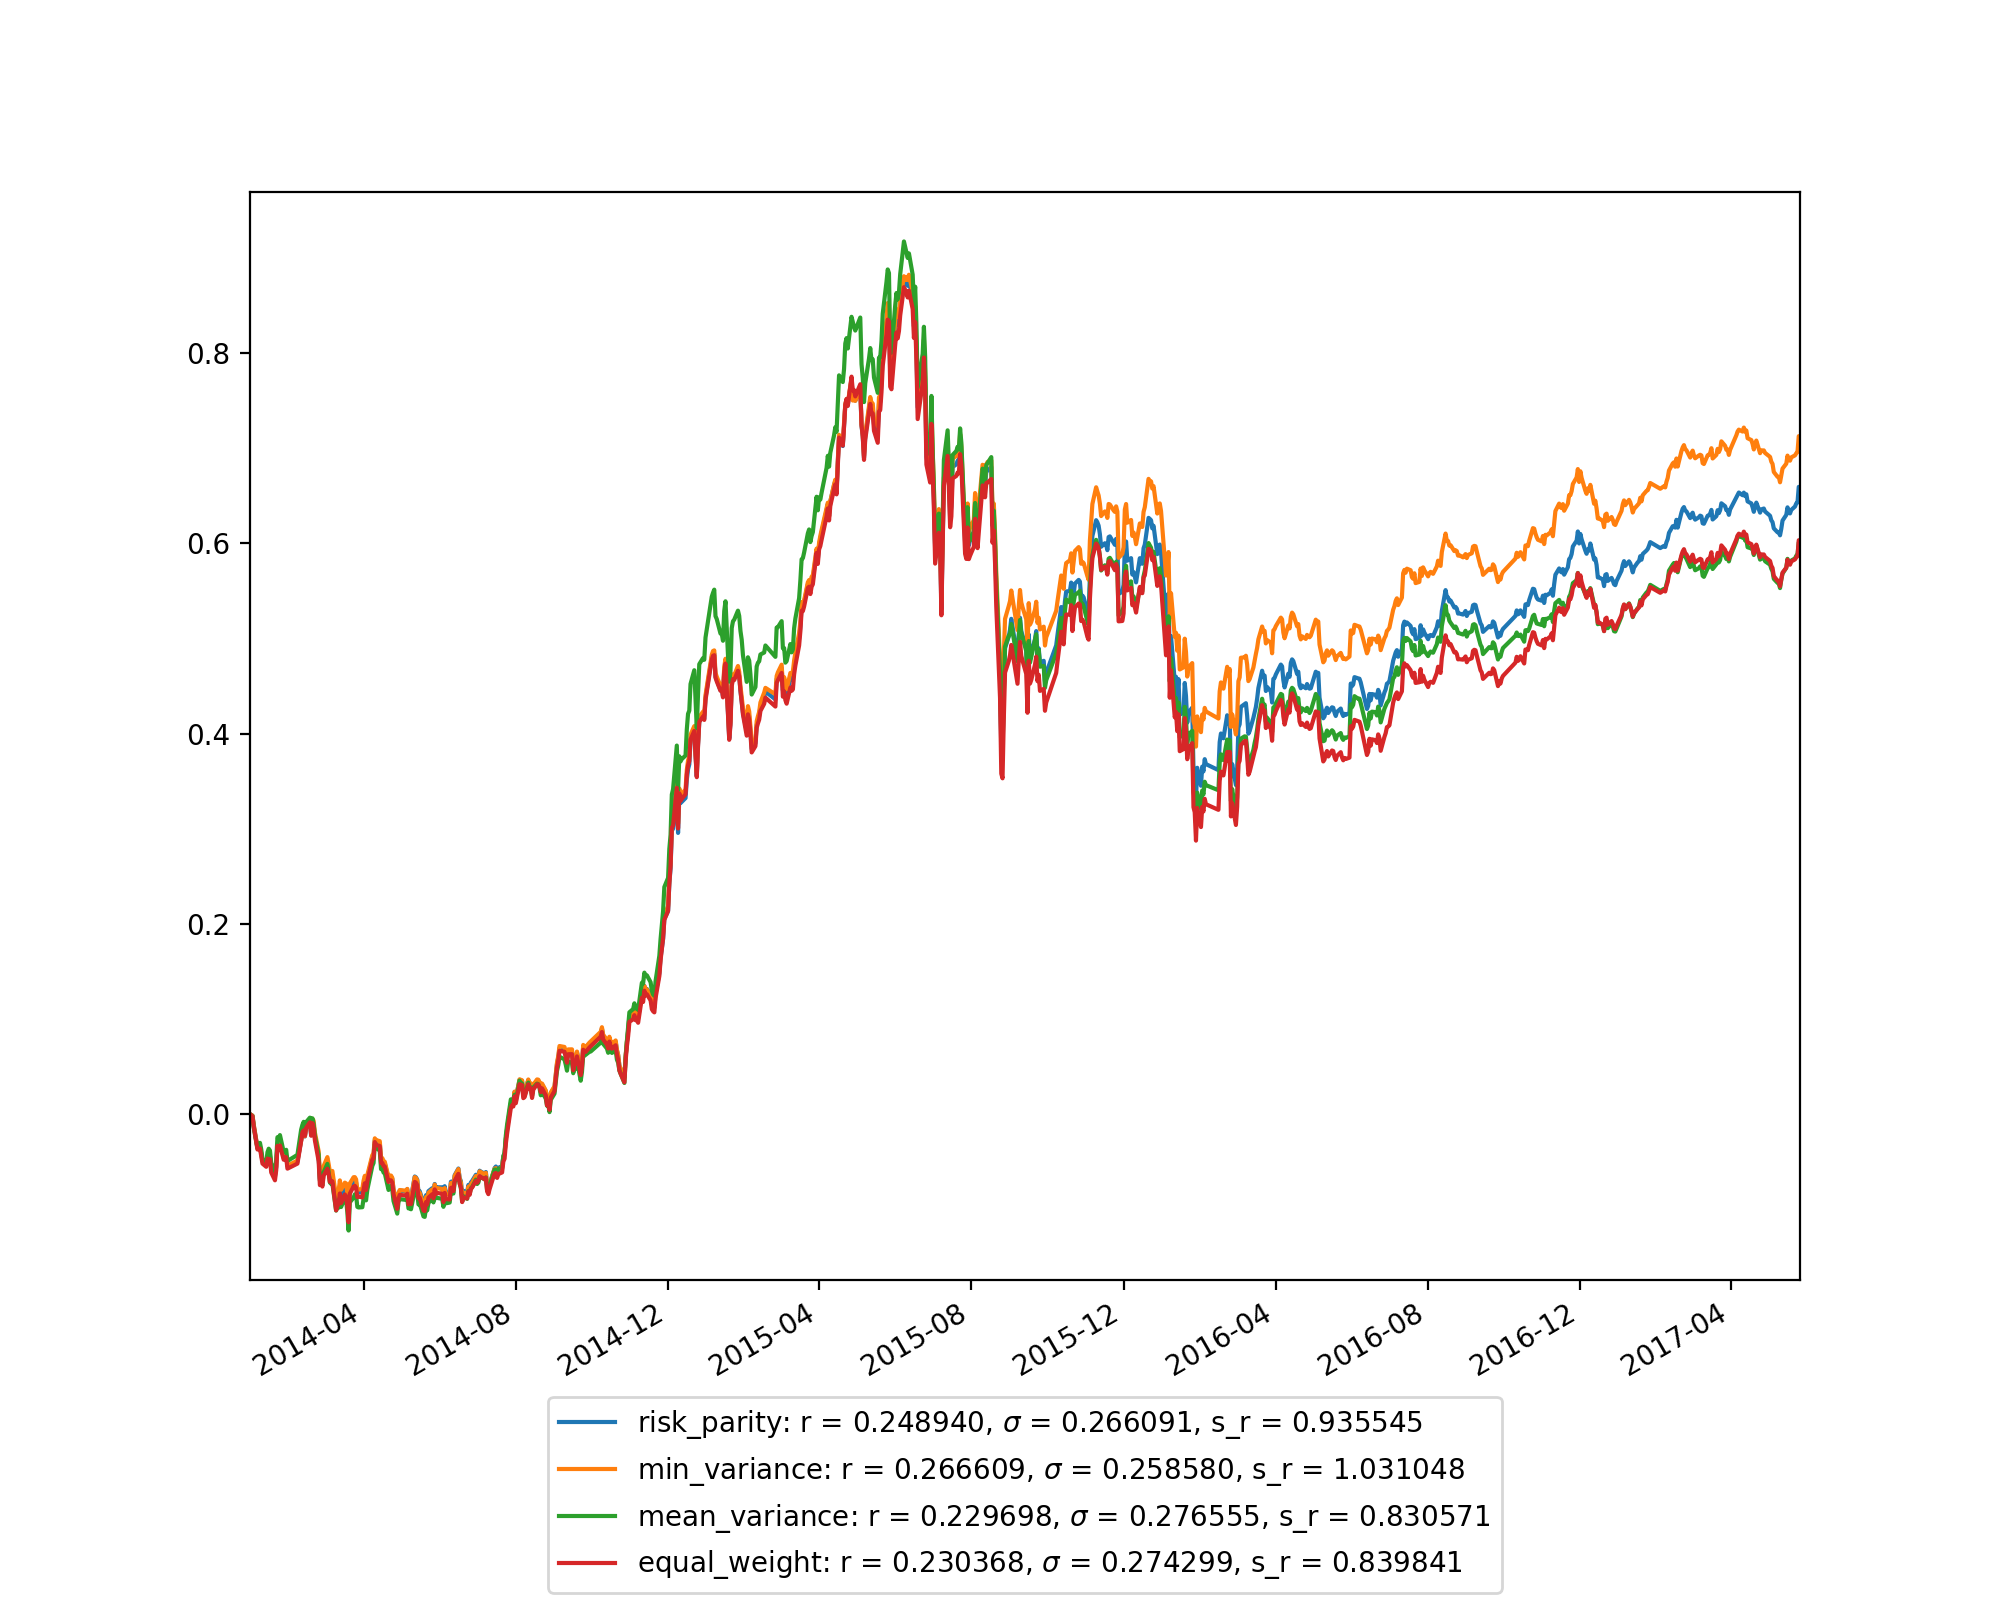 0.8
0.6
0.4
0.2
0.0
2014-04 2014-08 2014-12 2015-04 2015-08 2015-12 2016-04 2016-08 2016-12 2017-04
risk_parity: r = 0.248940, σ = 0.266091, s_r = 0.935545
min_variance: r = 0.266609, σ = 0.258580, s_r = 1.031048
mean_variance: r = 0.229698, σ = 0.276555, s_r = 0.830571
equal_weight: r = 0.230368, σ = 0.274299, s_r = 0.839841